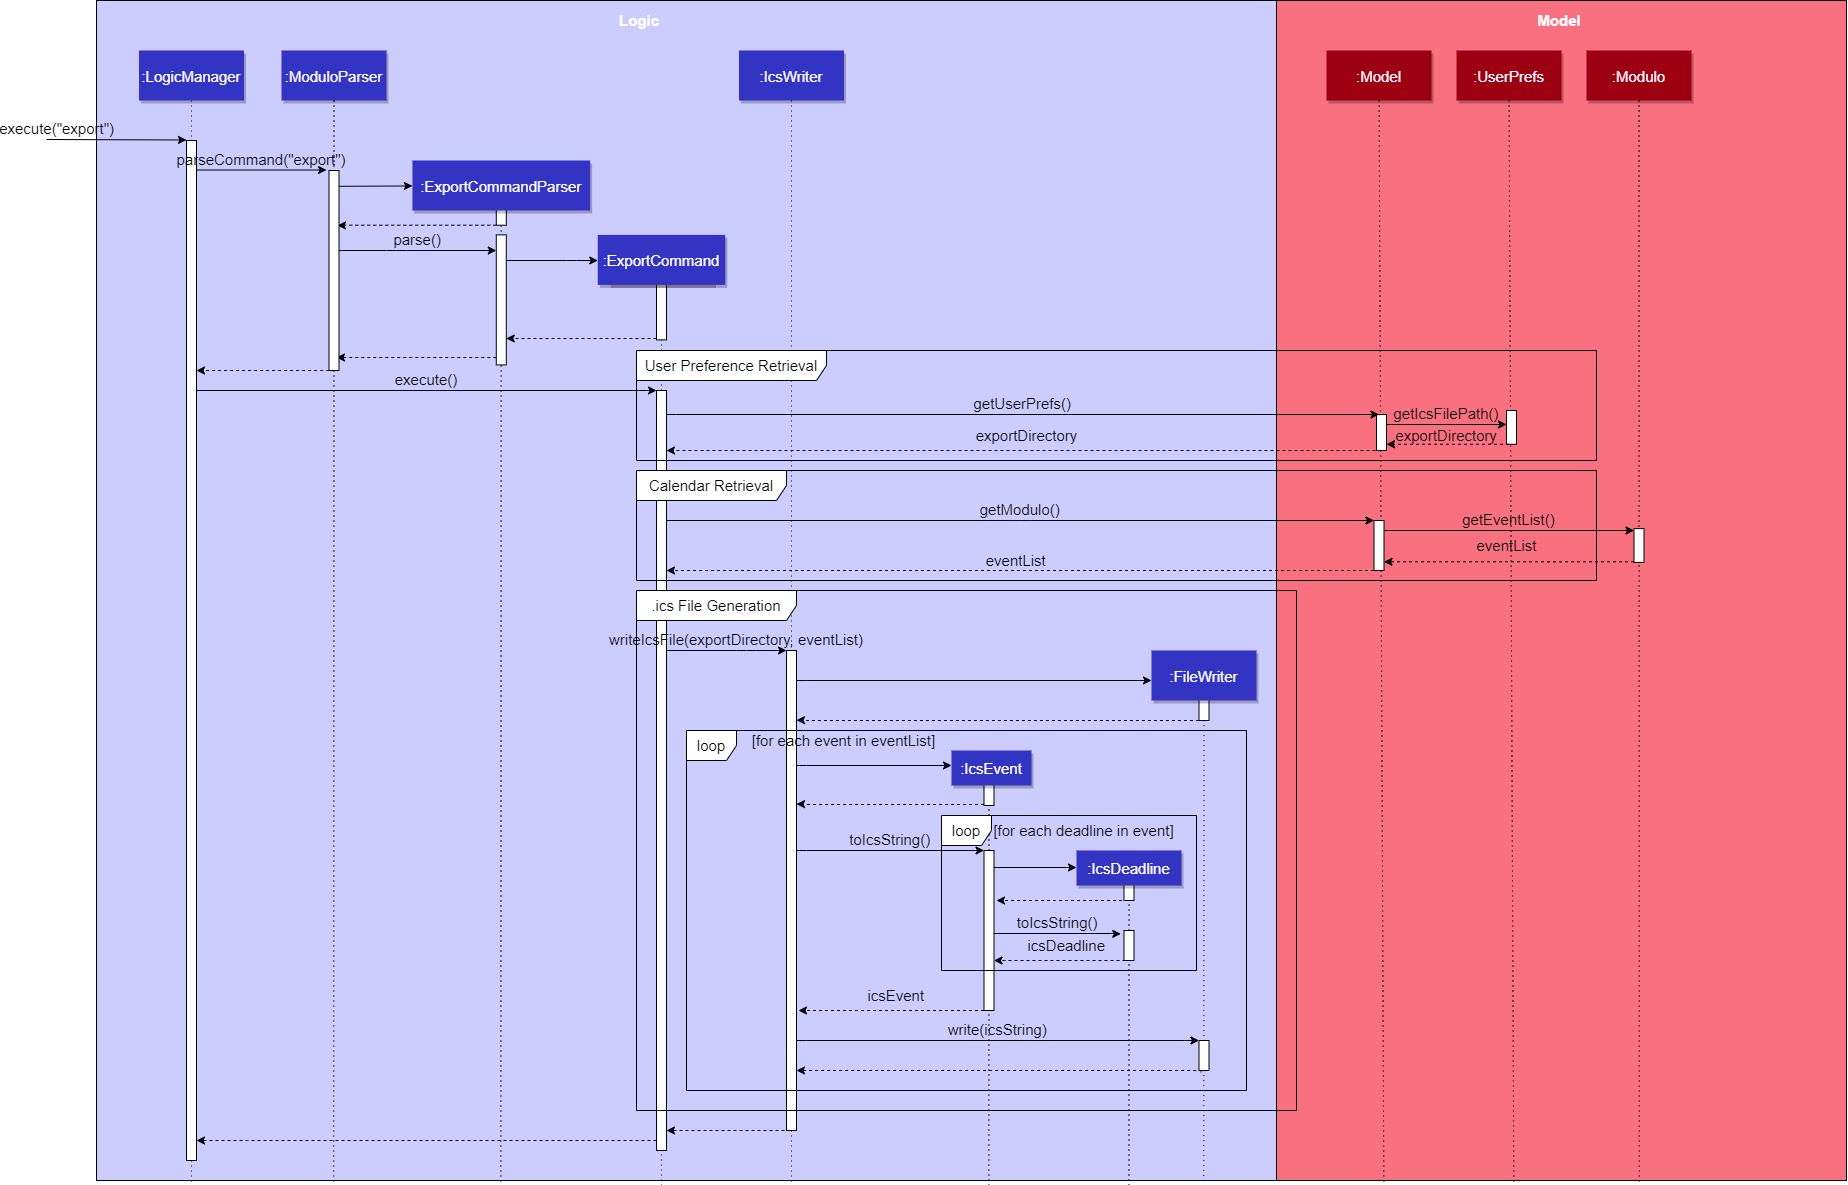 Logic
Model
:LogicManager
:ModuloParser
:IcsWriter
:Model
:UserPrefs
:Modulo
execute("export")
parseCommand("export")
:ExportCommandParser
parse()
:ExportCommand
User Preference Retrieval
execute()
getUserPrefs()
getIcsFilePath()
exportDirectory
exportDirectory
Calendar Retrieval
getModulo()
getEventList()
eventList
eventList
.ics File Generation
writeIcsFile(exportDirectory, eventList)
:FileWriter
loop
[for each event in eventList]
:IcsEvent
loop
[for each deadline in event]
toIcsString()
:IcsDeadline
toIcsString()
icsDeadline
icsEvent
write(icsString)